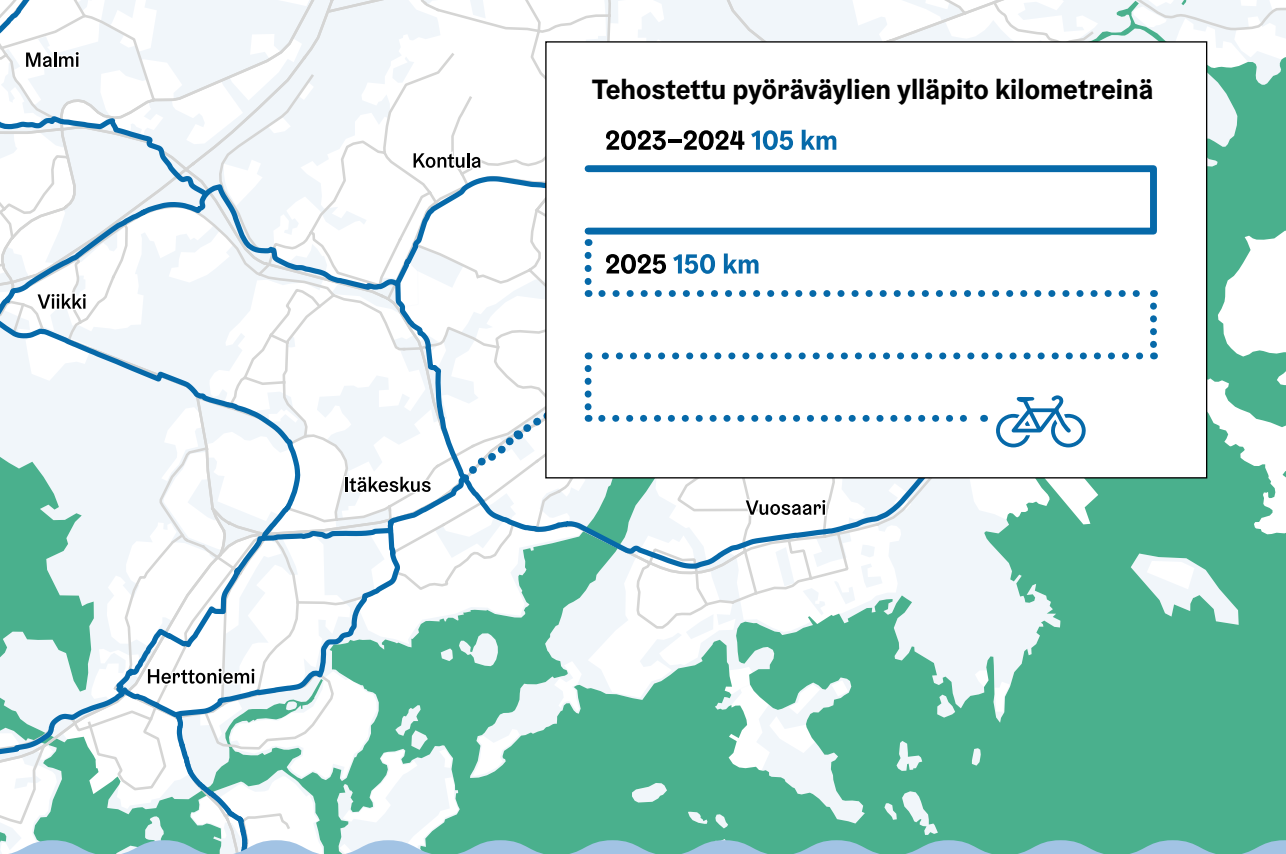 Malmi
Tehostettu pyöräväylien ylläpito kilometreinä
2023–2024 105 km
Kontula
2025 150 km
Viikki
Itäkeskus
Vuosaari
Herttoniemi